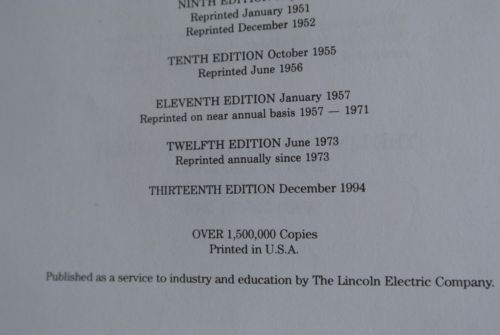 NINTH EDITION
Reprinted January 1951
Reprinted December 1952
TENTH EDITION October 1955
Reprinted June 1956
ELEVENTH EDITION January 1957
Reprinted on near annual basis 1957 — 1971
TWELFTH EDITION June 1973
Reprinted annually since 1973
THIRTEENTH EDITION December 1994
OVER 1,500,000 Copies
Printed in U.S.A.
Published as a service to industry and education by The Lincoln Electric Company.